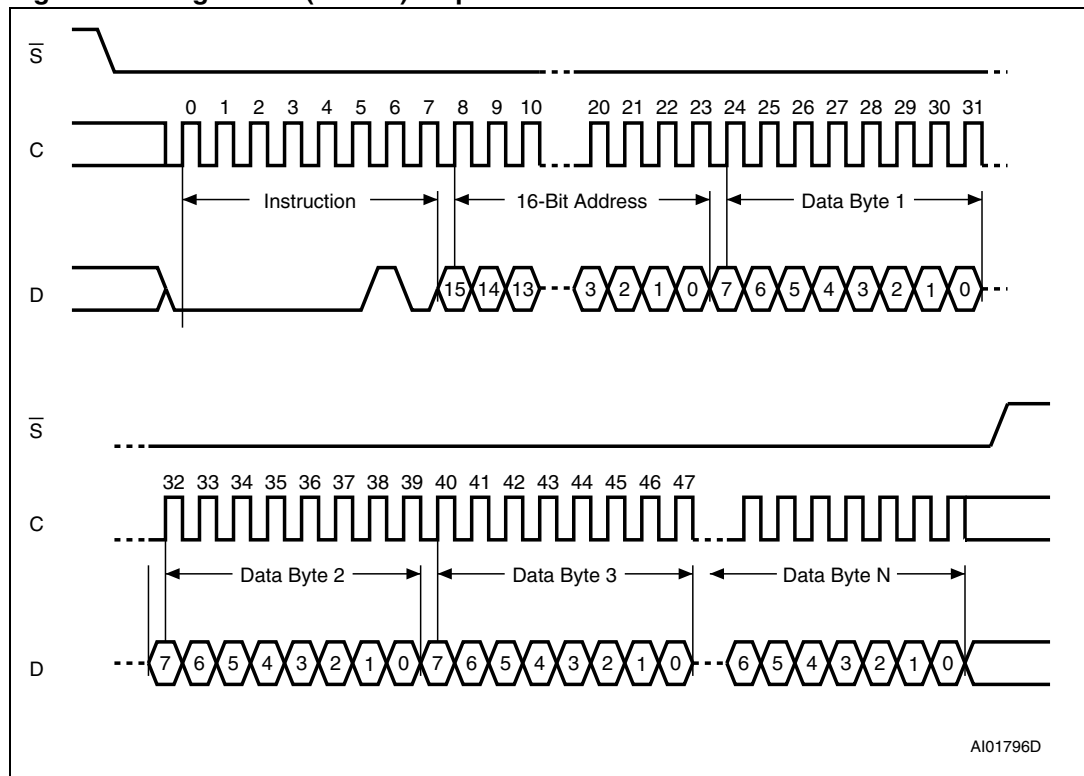 S
0 1 2 3 4 5 6 7 8 9 10 20 21 22 23 24 25 26 27 28 29 30 31
C
Instruction 16-Bit Address Data Byte 1
D 15 14 13 3 2 1 0 7 6 5 4 3 2 1 0
S
32 33 34 35 36 37 38 39 40 41 42 43 44 45 46 47
C
Data Byte 2 Data Byte 3 Data Byte N
D 7 6 5 4 3 2 1 0 7 6 5 4 3 2 1 0 6 5 4 3 2 1 0
AI01796D